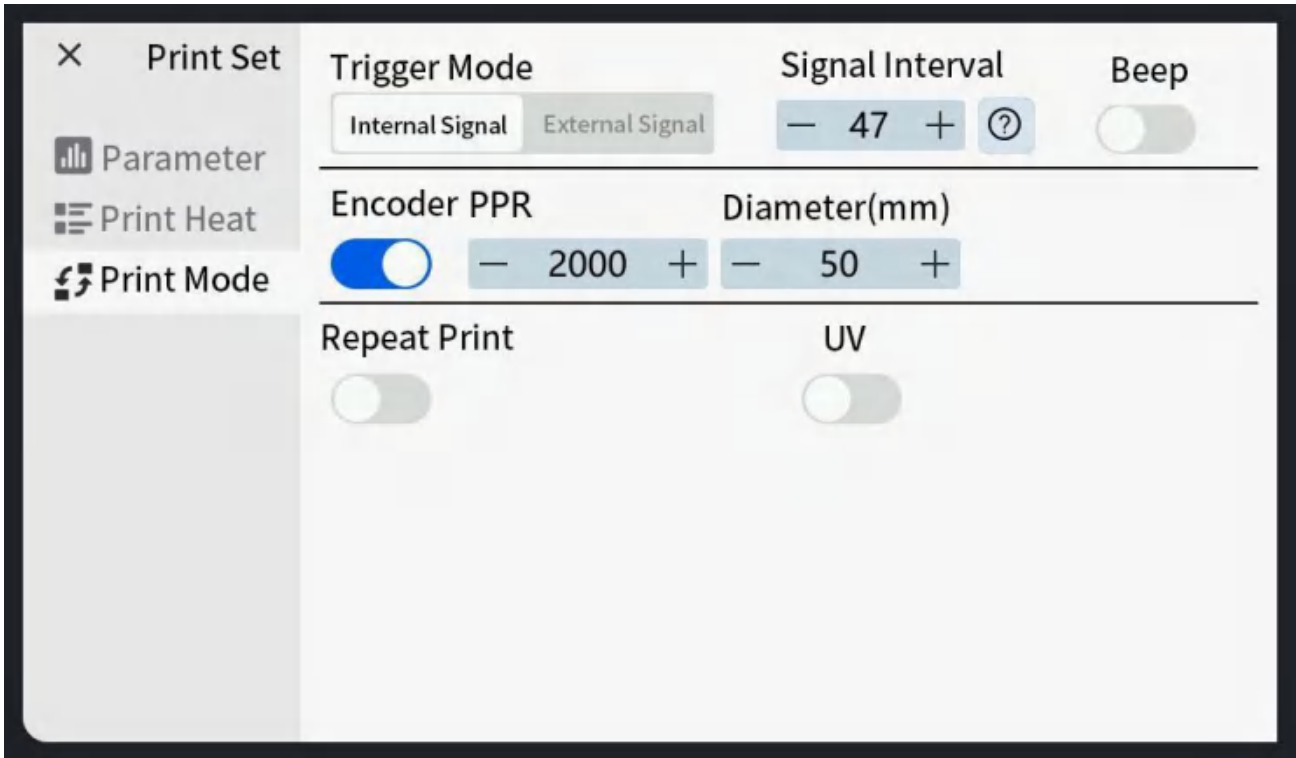 × Print Set
Parameter
Print Heat
Print Mode
Trigger Mode
Internal Signal External Signal
Signal Interval
— 47 + ?
Beep
Encoder PPR
— 2000 +
Diameter(mm)
— 50 +
Repeat Print
UV